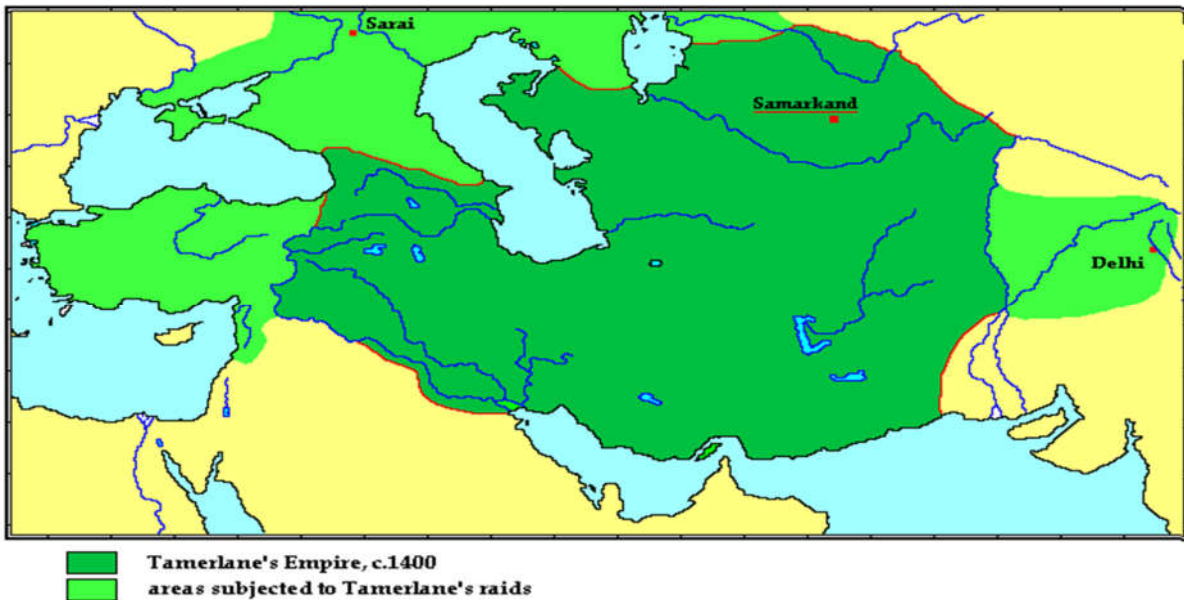 Sarai
Samarkand
Delhi
Tamerlane's Empire, c.1400
areas subjected to Tamerlane's raids